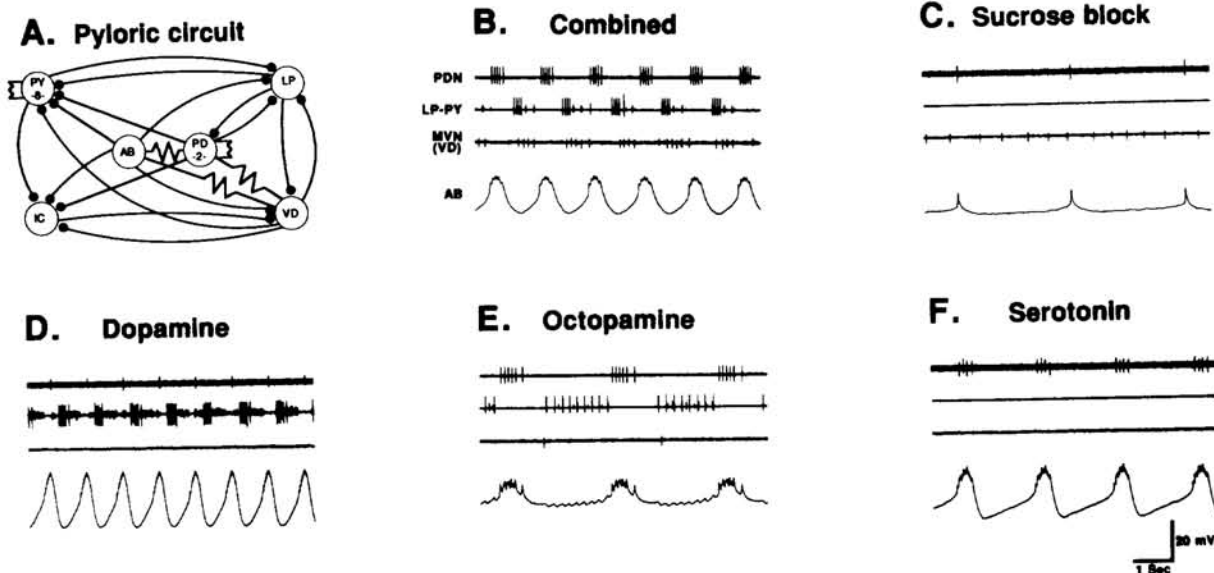 A. Pyloric circuit
PY
-8-
LP
AB
PD
-2-
IC
VD
B. Combined
PDN
LP-PY
MVN
(VD)
AB
C. Sucrose block
D. Dopamine
E. Octopamine
F. Serotonin
20 mV
1 Sec